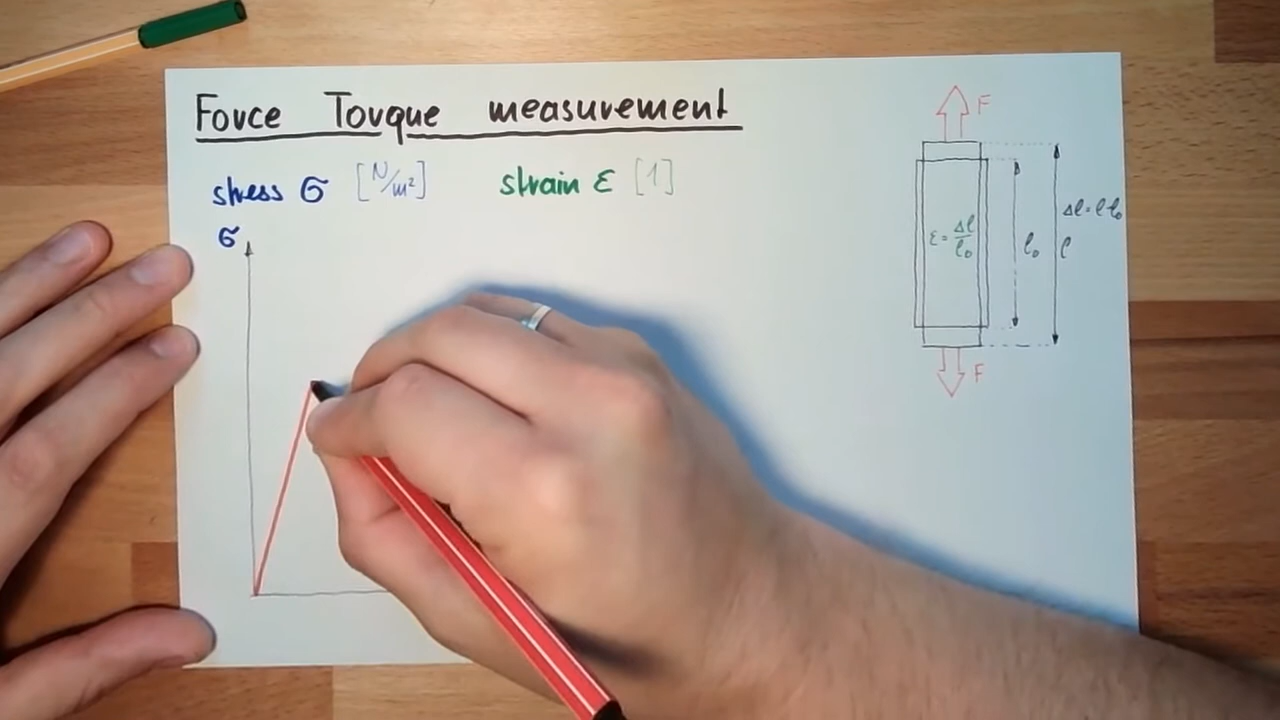 Force Torque measurement
stress σ [N/m²] strain ε [1]
σ
F
Δl = l-l₀
ε = Δl/l₀
l₀
l
F